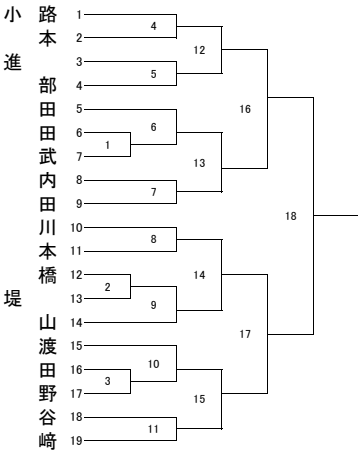 小 路 1
本 2
進 3
部 4
田 5
田 6
武 7
内 8
田 9
川 10
本 11
橋 12
堤 13
山 14
渡 15
田 16
野 17
谷 18
﨑 19
4
5
1
6
7
8
2
9
10
3
11
12
13
14
15
16
17
18